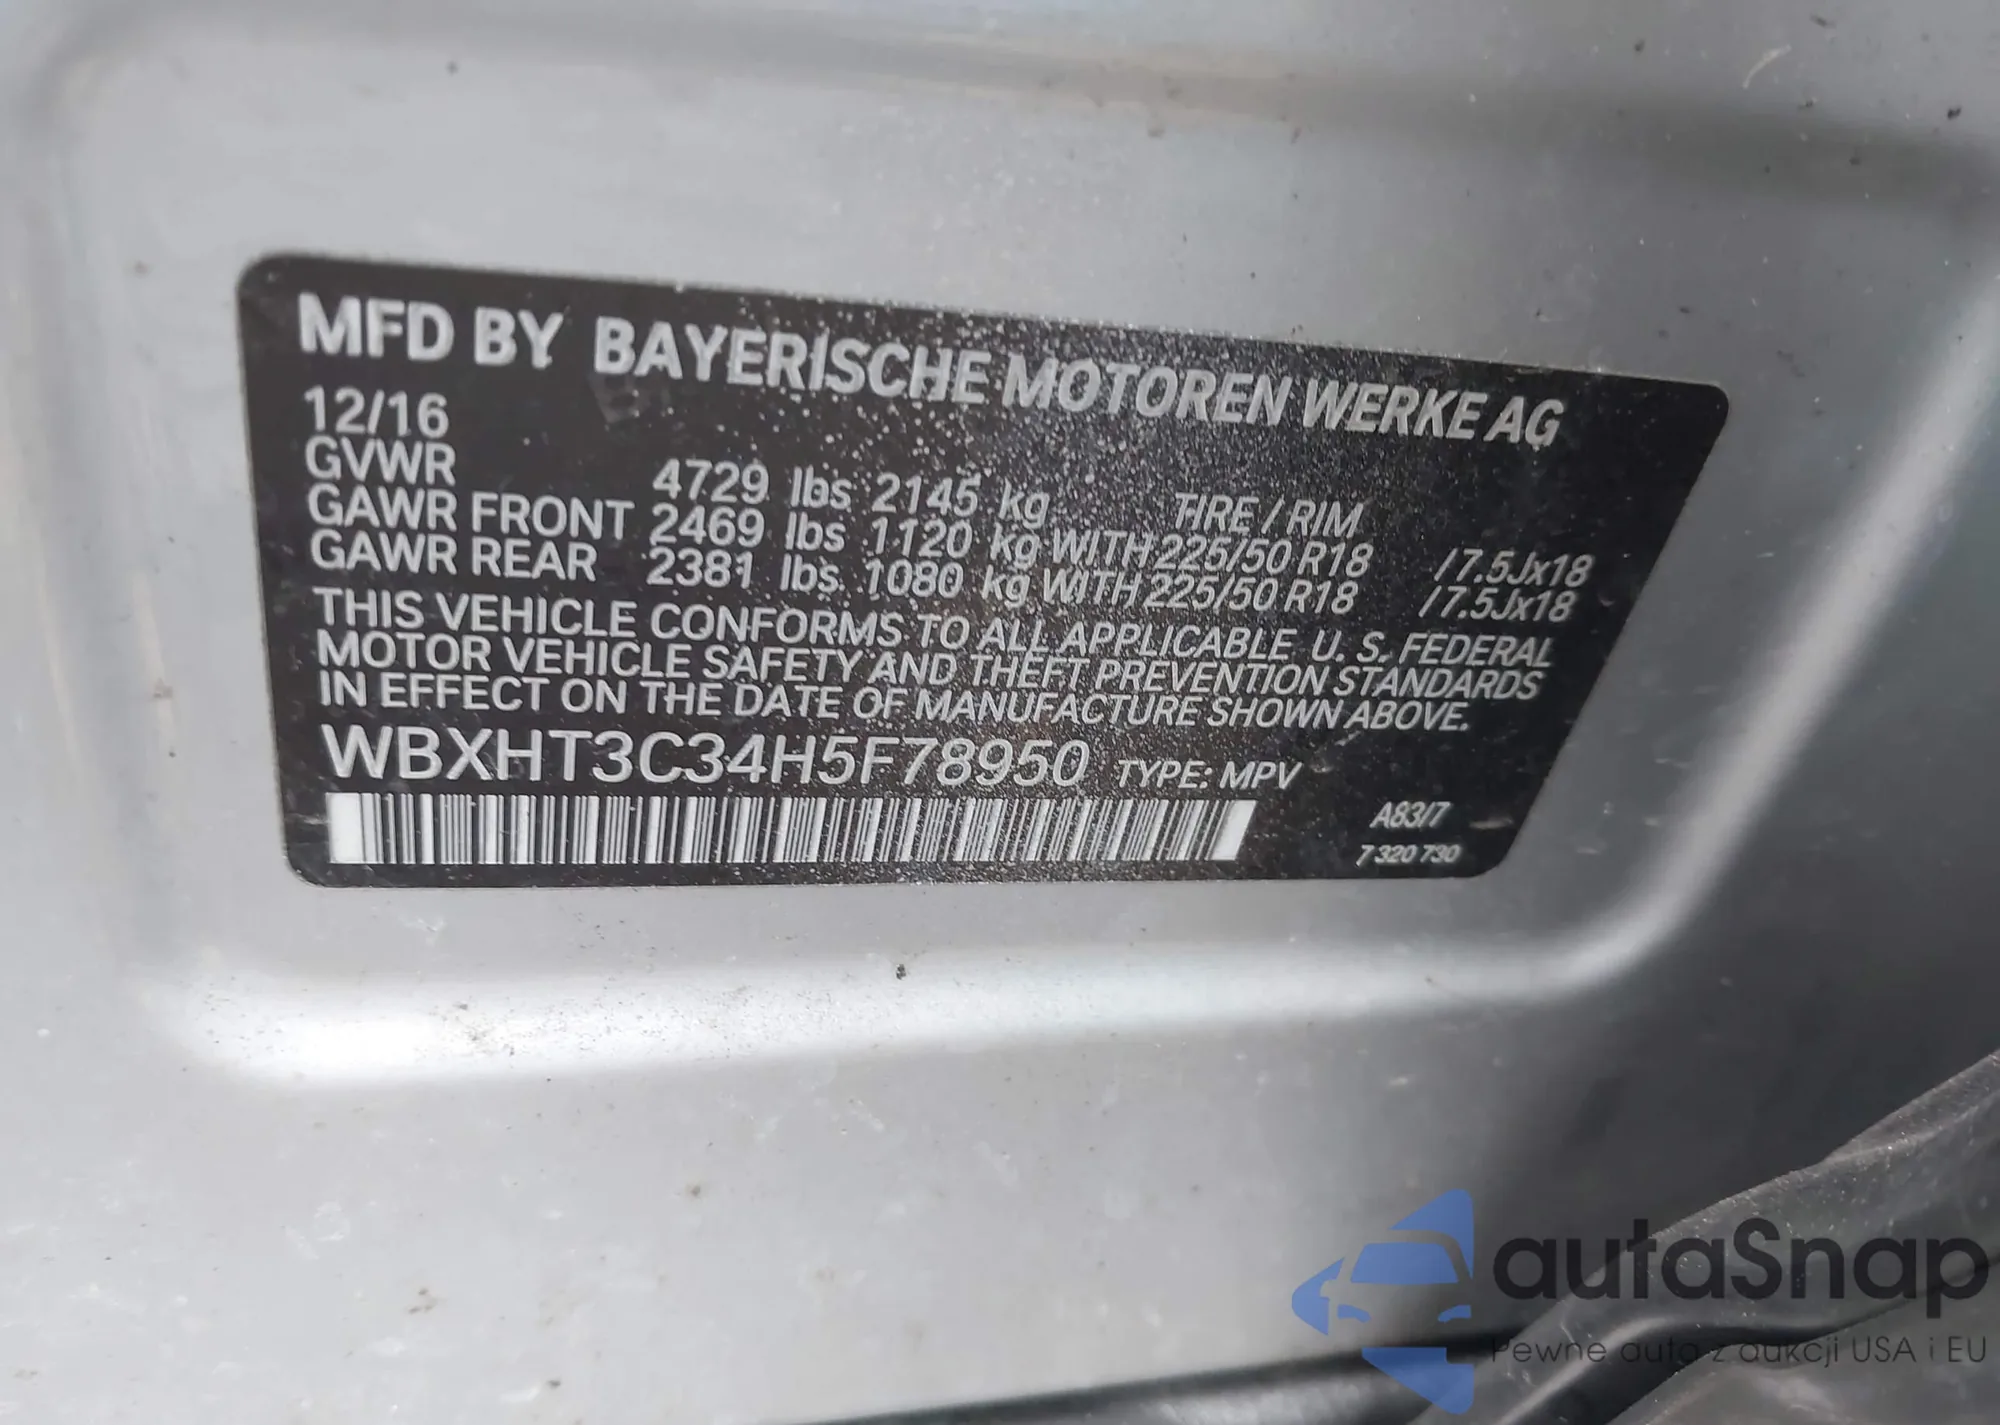 MFD BY BAYERISCHE MOTOREN WERKE AG
12/16
GVWR 4729 lbs 2145 kg TIRE / RIM
GAWR FRONT 2469 lbs 1120 kg WITH 225/50 R18 / 7.5Jx18
GAWR REAR 2381 lbs 1080 kg WITH 225/50 R18 / 7.5Jx18
THIS VEHICLE CONFORMS TO ALL APPLICABLE U. S. FEDERAL
MOTOR VEHICLE SAFETY AND THEFT PREVENTION STANDARDS
IN EFFECT ON THE DATE OF MANUFACTURE SHOWN ABOVE.
WBXHT3C34H5F78950 TYPE: MPV
A83/7
7 320 730
autaSnap
Pewne auta z aukcji USA i EU